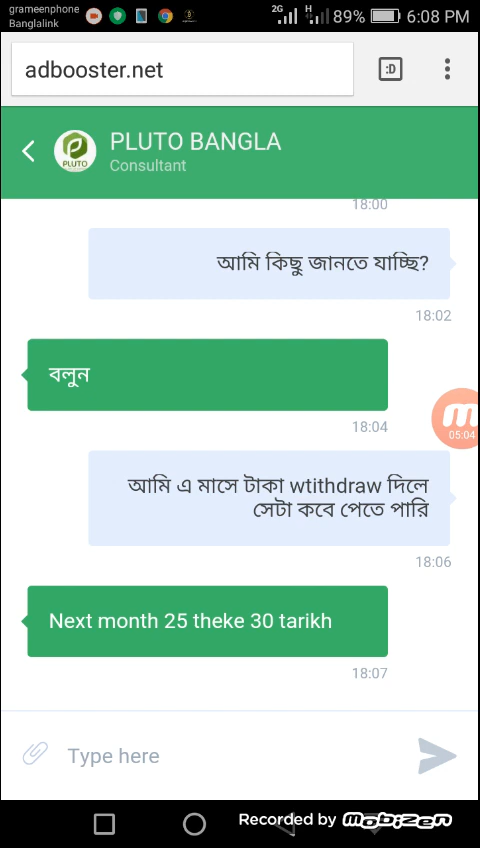 grameenphone
Banglalink
2G
H
89%
6:08 PM
adbooster.net
:D
PLUTO
PLUTO BANGLA
Consultant
18:00
আমি কিছু জানতে যাচ্ছি?
18:02
বলুন
18:04
05:04
আমি এ মাসে টাকা wtithdraw দিলে
সেটা কবে পেতে পারি
18:06
Next month 25 theke 30 tarikh
18:07
Type here
Recorded by Mobizen